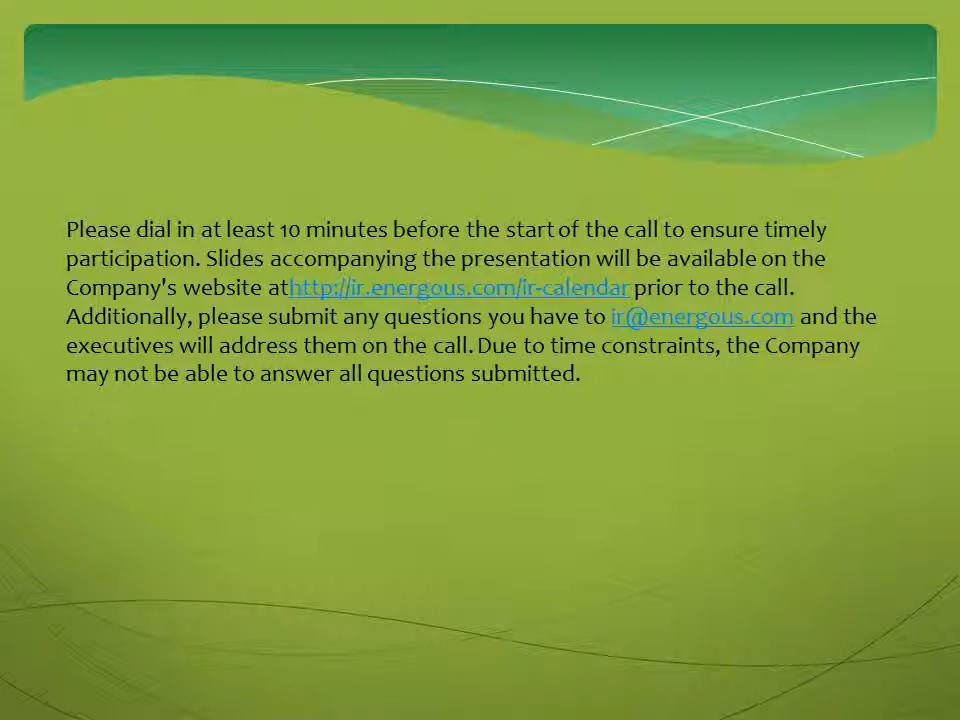 Please dial in at least 10 minutes before the start of the call to ensure timely
participation. Slides accompanying the presentation will be available on the
Company's website athttp://ir.energous.com/ir-calendar prior to the call.
Additionally, please submit any questions you have to ir@energous.com and the
executives will address them on the call. Due to time constraints, the Company
may not be able to answer all questions submitted.